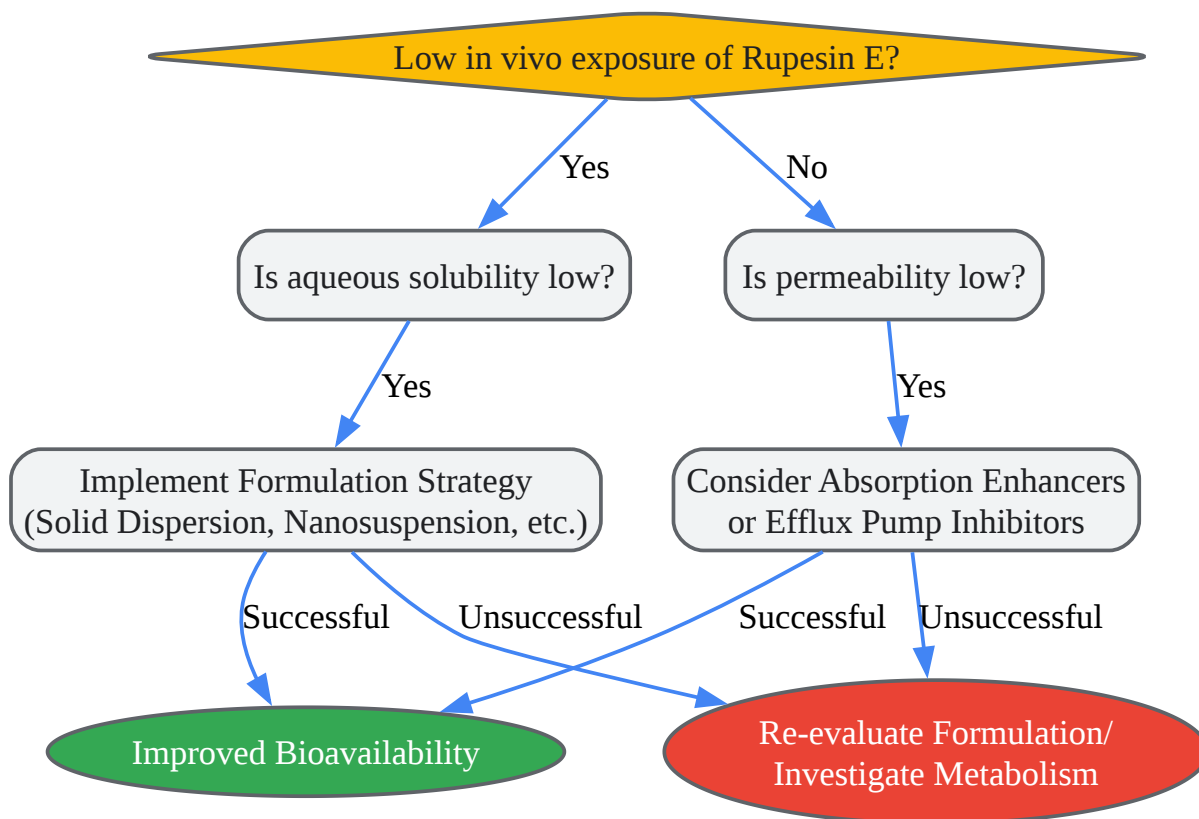 Low in vivo exposure of Rupesin E?
Yes
No
Is aqueous solubility low?
Is permeability low?
Yes
Yes
Implement Formulation Strategy
(Solid Dispersion, Nanosuspension, etc.)
Consider Absorption Enhancers
or Efflux Pump Inhibitors
Successful
Unsuccessful
Successful
Unsuccessful
Improved Bioavailability
Re-evaluate Formulation/
Investigate Metabolism